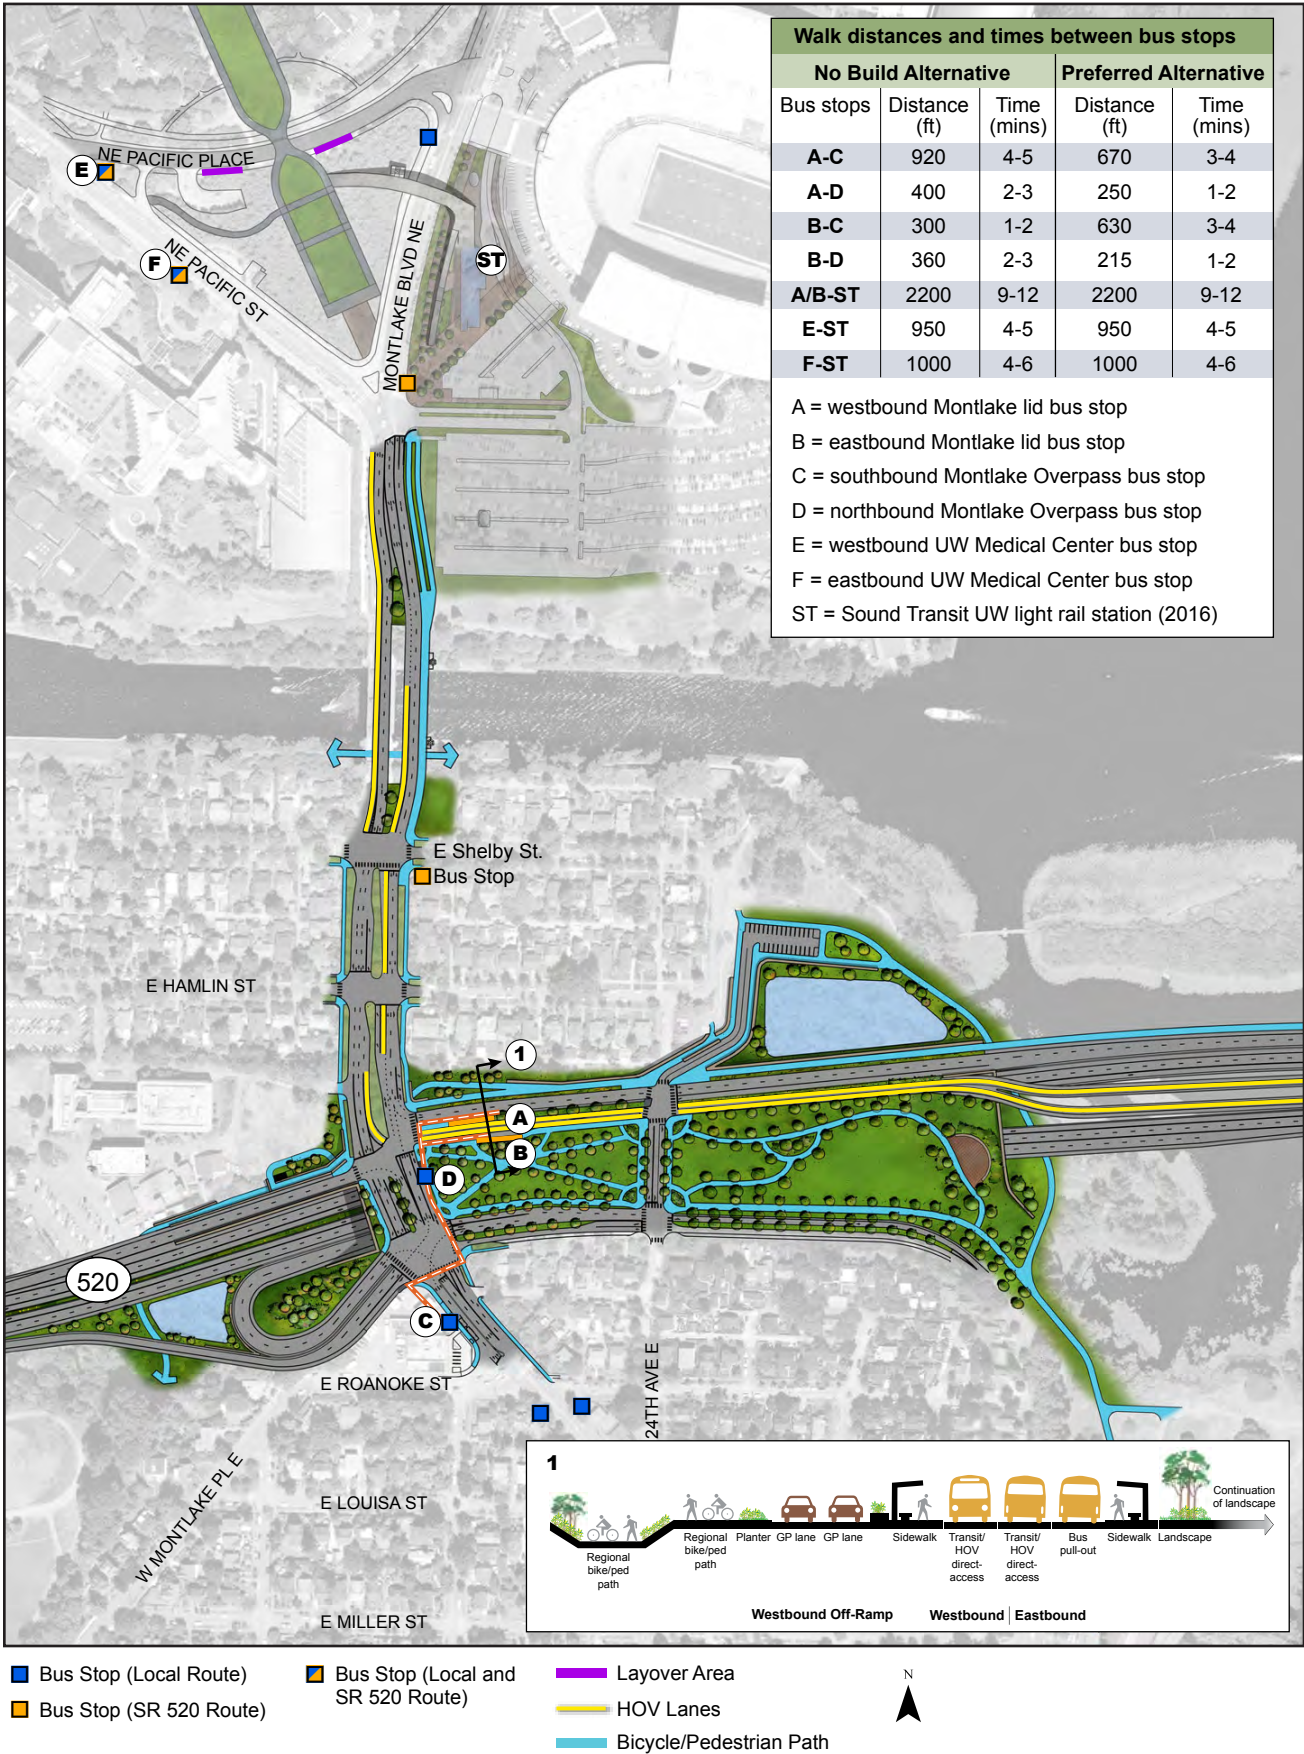 Walk distances and times between bus stops
No Build Alternative Preferred Alternative
Bus stops Distance (ft) Time (mins) Distance (ft) Time (mins)
A-C 920 4-5 670 3-4
A-D 400 2-3 250 1-2
B-C 300 1-2 630 3-4
B-D 360 2-3 215 1-2
A/B-ST 2200 9-12 2200 9-12
E-ST 950 4-5 950 4-5
F-ST 1000 4-6 1000 4-6
A = westbound Montlake lid bus stop
B = eastbound Montlake lid bus stop
C = southbound Montlake Overpass bus stop
D = northbound Montlake Overpass bus stop
E = westbound UW Medical Center bus stop
F = eastbound UW Medical Center bus stop
ST = Sound Transit UW light rail station (2016)
NE PACIFIC PLACE
E
F
NE PACIFIC ST
MONTLAKE BLVD NE
ST
E Shelby St.
Bus Stop
E HAMLIN ST
1
A
B
D
520
C
E ROANOKE ST
24TH AVE E
W MONTLAKE PL E
E LOUISA ST
E MILLER ST
1
Continuation
of landscape
Regional
bike/ped
path
Regional
bike/ped
path
Planter
GP lane
GP lane
Sidewalk
Transit/
HOV
direct-
access
Transit/
HOV
direct-
access
Bus
pull-out
Sidewalk
Landscape
Westbound Off-Ramp
Westbound
Eastbound
Bus Stop (Local Route)
Bus Stop (SR 520 Route)
Bus Stop (Local and
SR 520 Route)
Layover Area
HOV Lanes
Bicycle/Pedestrian Path
N